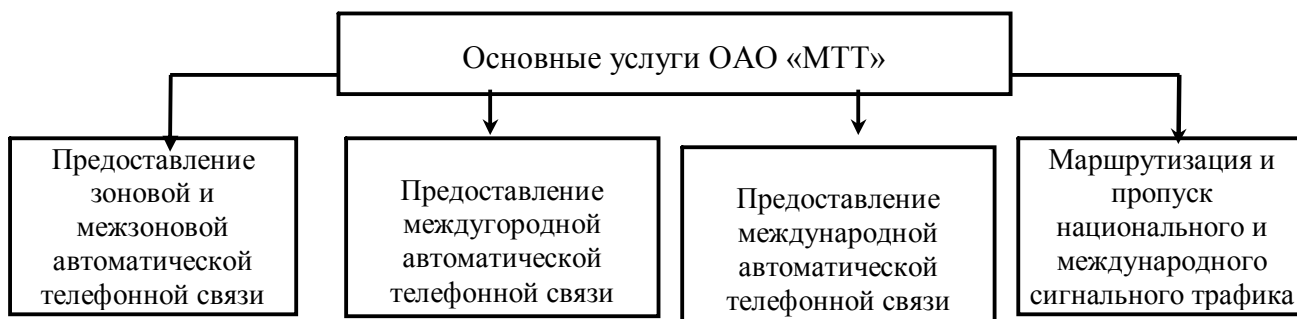 Основные услуги ОАО «МТТ»
Предоставление
зоновой и
межзоновой
автоматической
телефонной связи
Предоставление
междугородной
автоматической
телефонной связи
Предоставление
международной
автоматической
телефонной связи
Маршрутизация и
пропуск
национального и
международного
сигнального трафика